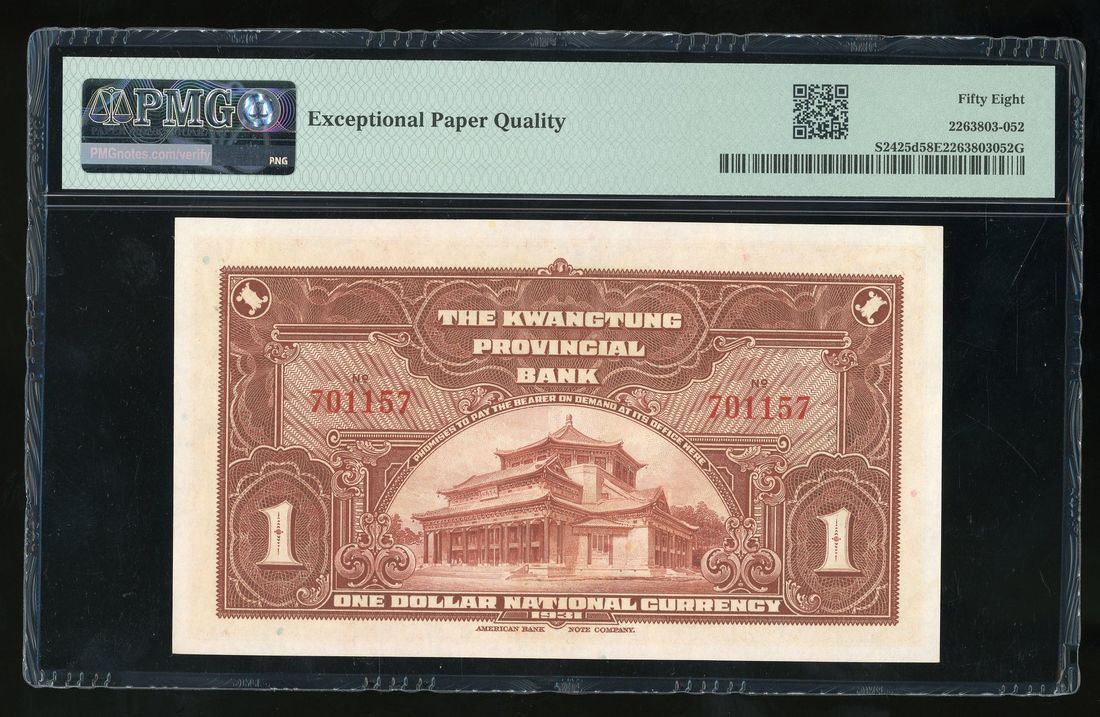 PMG
PMGnotes.com/verify
PNG
Exceptional Paper Quality
Fifty Eight
2263803-052
S2425d58E2263803052G
THE KWANGTUNG
PROVINCIAL
BANK
Nº
701157
Nº
701157
PROMISES TO PAY THE BEARER ON DEMAND AT ITS OFFICE HERE
1
1
ONE DOLLAR NATIONAL CURRENCY
1931
AMERICAN BANK NOTE COMPANY.